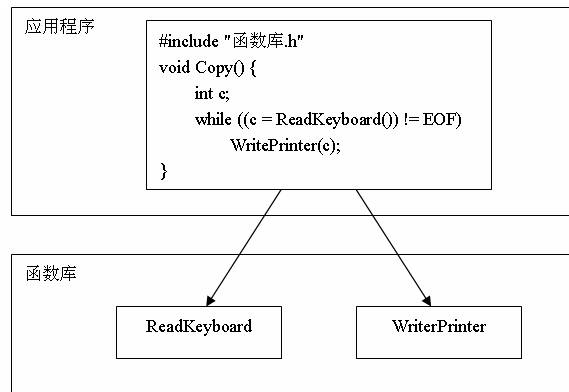 应用程序
#include "函数库.h"
void Copy() {
int c;
while ((c = ReadKeyboard()) != EOF)
WritePrinter(c);
}
函数库
ReadKeyboard
WriterPrinter